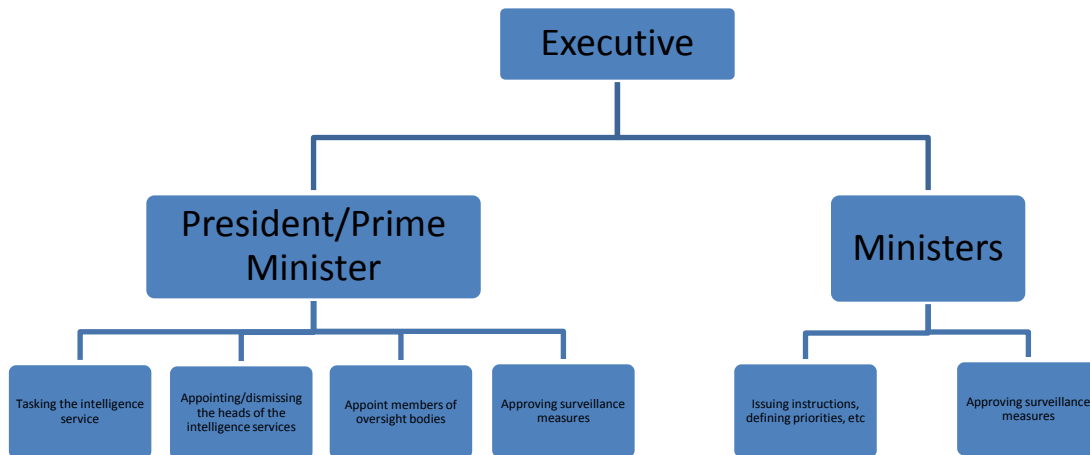 Executive
President/Prime
Minister
Ministers
Tasking the intelligence
service
Appointing/dismissing
the heads of the
intelligence services
Appoint members of
oversight bodies
Approving surveillance
measures
Issuing instructions,
defining priorities, etc
Approving surveillance
measures